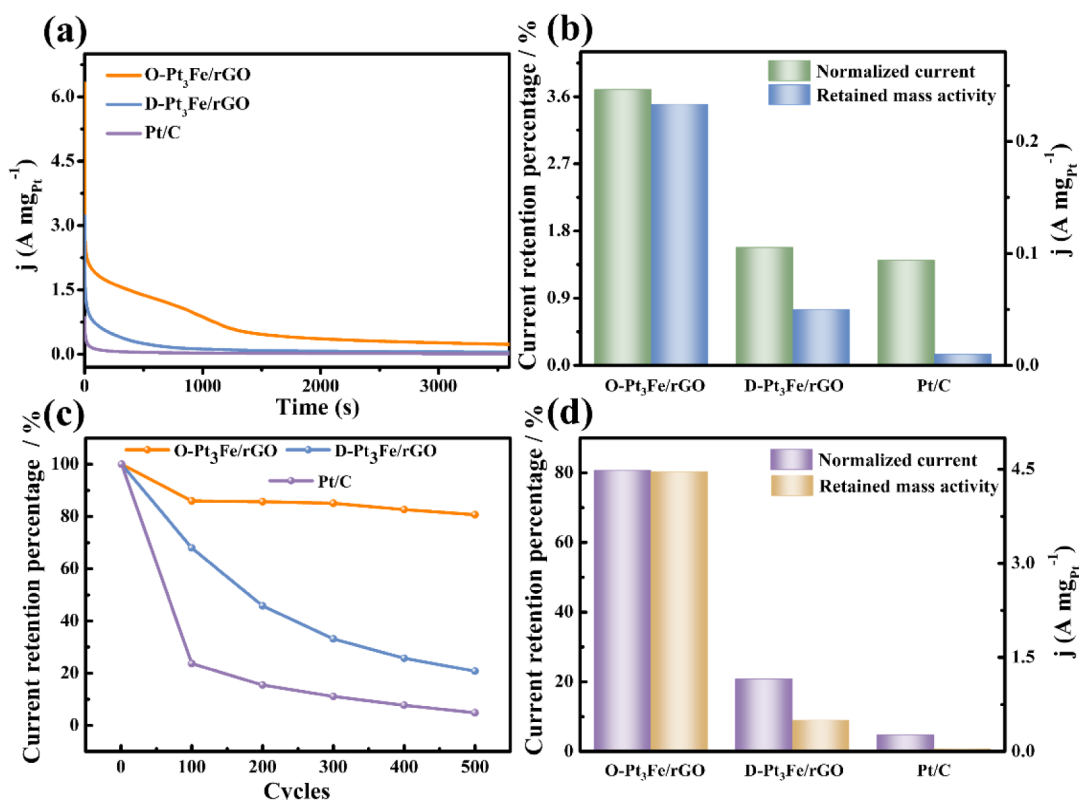 (a)
j (A mg_Pt^-1)
6.0
4.5
3.0
1.5
0.0
O-Pt₃Fe/rGO
D-Pt₃Fe/rGO
Pt/C
0 1000 2000 3000
Time (s)
(b)
Current retention percentage / %
3.6
2.7
1.8
0.9
0.0
Normalized current
Retained mass activity
0.2
0.1
0.0
j (A mg_Pt^-1)
O-Pt₃Fe/rGO D-Pt₃Fe/rGO Pt/C
(c)
Current retention percentage / %
100
80
60
40
20
0
O-Pt₃Fe/rGO D-Pt₃Fe/rGO
Pt/C
0 100 200 300 400 500
Cycles
(d)
Current retention percentage / %
80
60
40
20
0
Normalized current
Retained mass activity
4.5
3.0
1.5
0.0
j (A mg_Pt^-1)
O-Pt₃Fe/rGO D-Pt₃Fe/rGO Pt/C